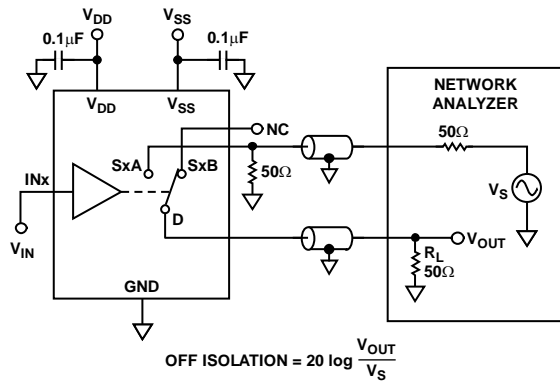 VDD
VSS
0.1µF
0.1µF
VDD
VSS
NC
SxA
SxB
50Ω
INx
D
VIN
GND
NETWORK
ANALYZER
50Ω
VS
VOUT
RL
50Ω
OFF ISOLATION = 20 log VOUT
VS